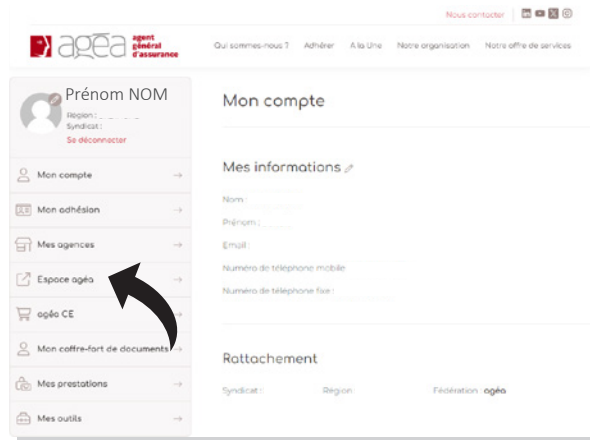 Nous contacter
agéa agent général d'assurance
Qui sommes-nous ? Adhérer A la Une Notre organisation Notre offre de services
Prénom NOM
Région :
Syndicat :
Se déconnecter
Mon compte
Mon adhésion
Mes agences
Espace agéa
agéa CE
Mon coffre-fort de documents
Mes prestations
Mes outils
Mon compte
Mes informations
Nom :
Prénom :
Email :
Numéro de téléphone mobile
Numéro de téléphone fixe :
Rattachement
Syndicat : Région : Fédération : agéa